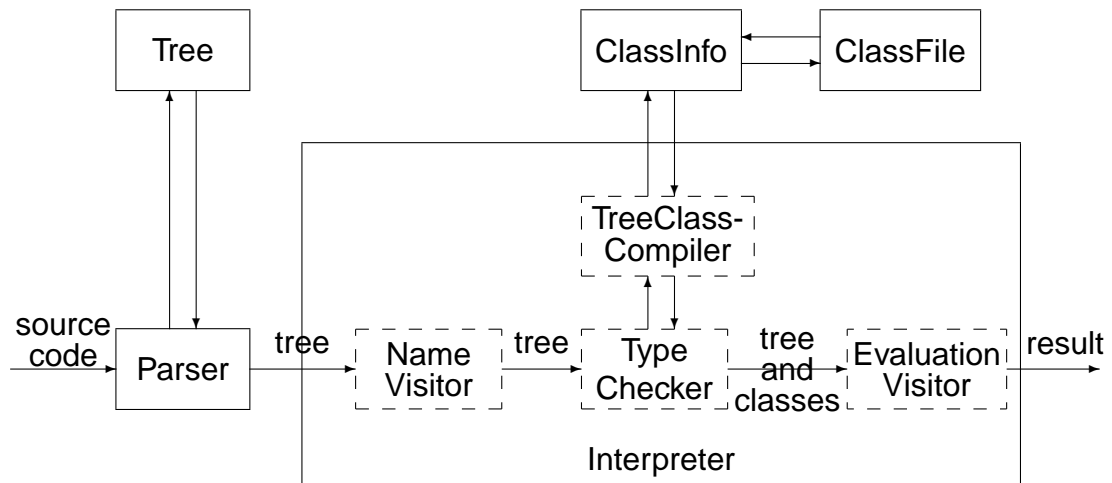 Tree
ClassInfo
ClassFile
TreeClass-
Compiler
source
code
Parser
tree
Name
Visitor
tree
Type
Checker
tree
and
classes
Evaluation
Visitor
result
Interpreter